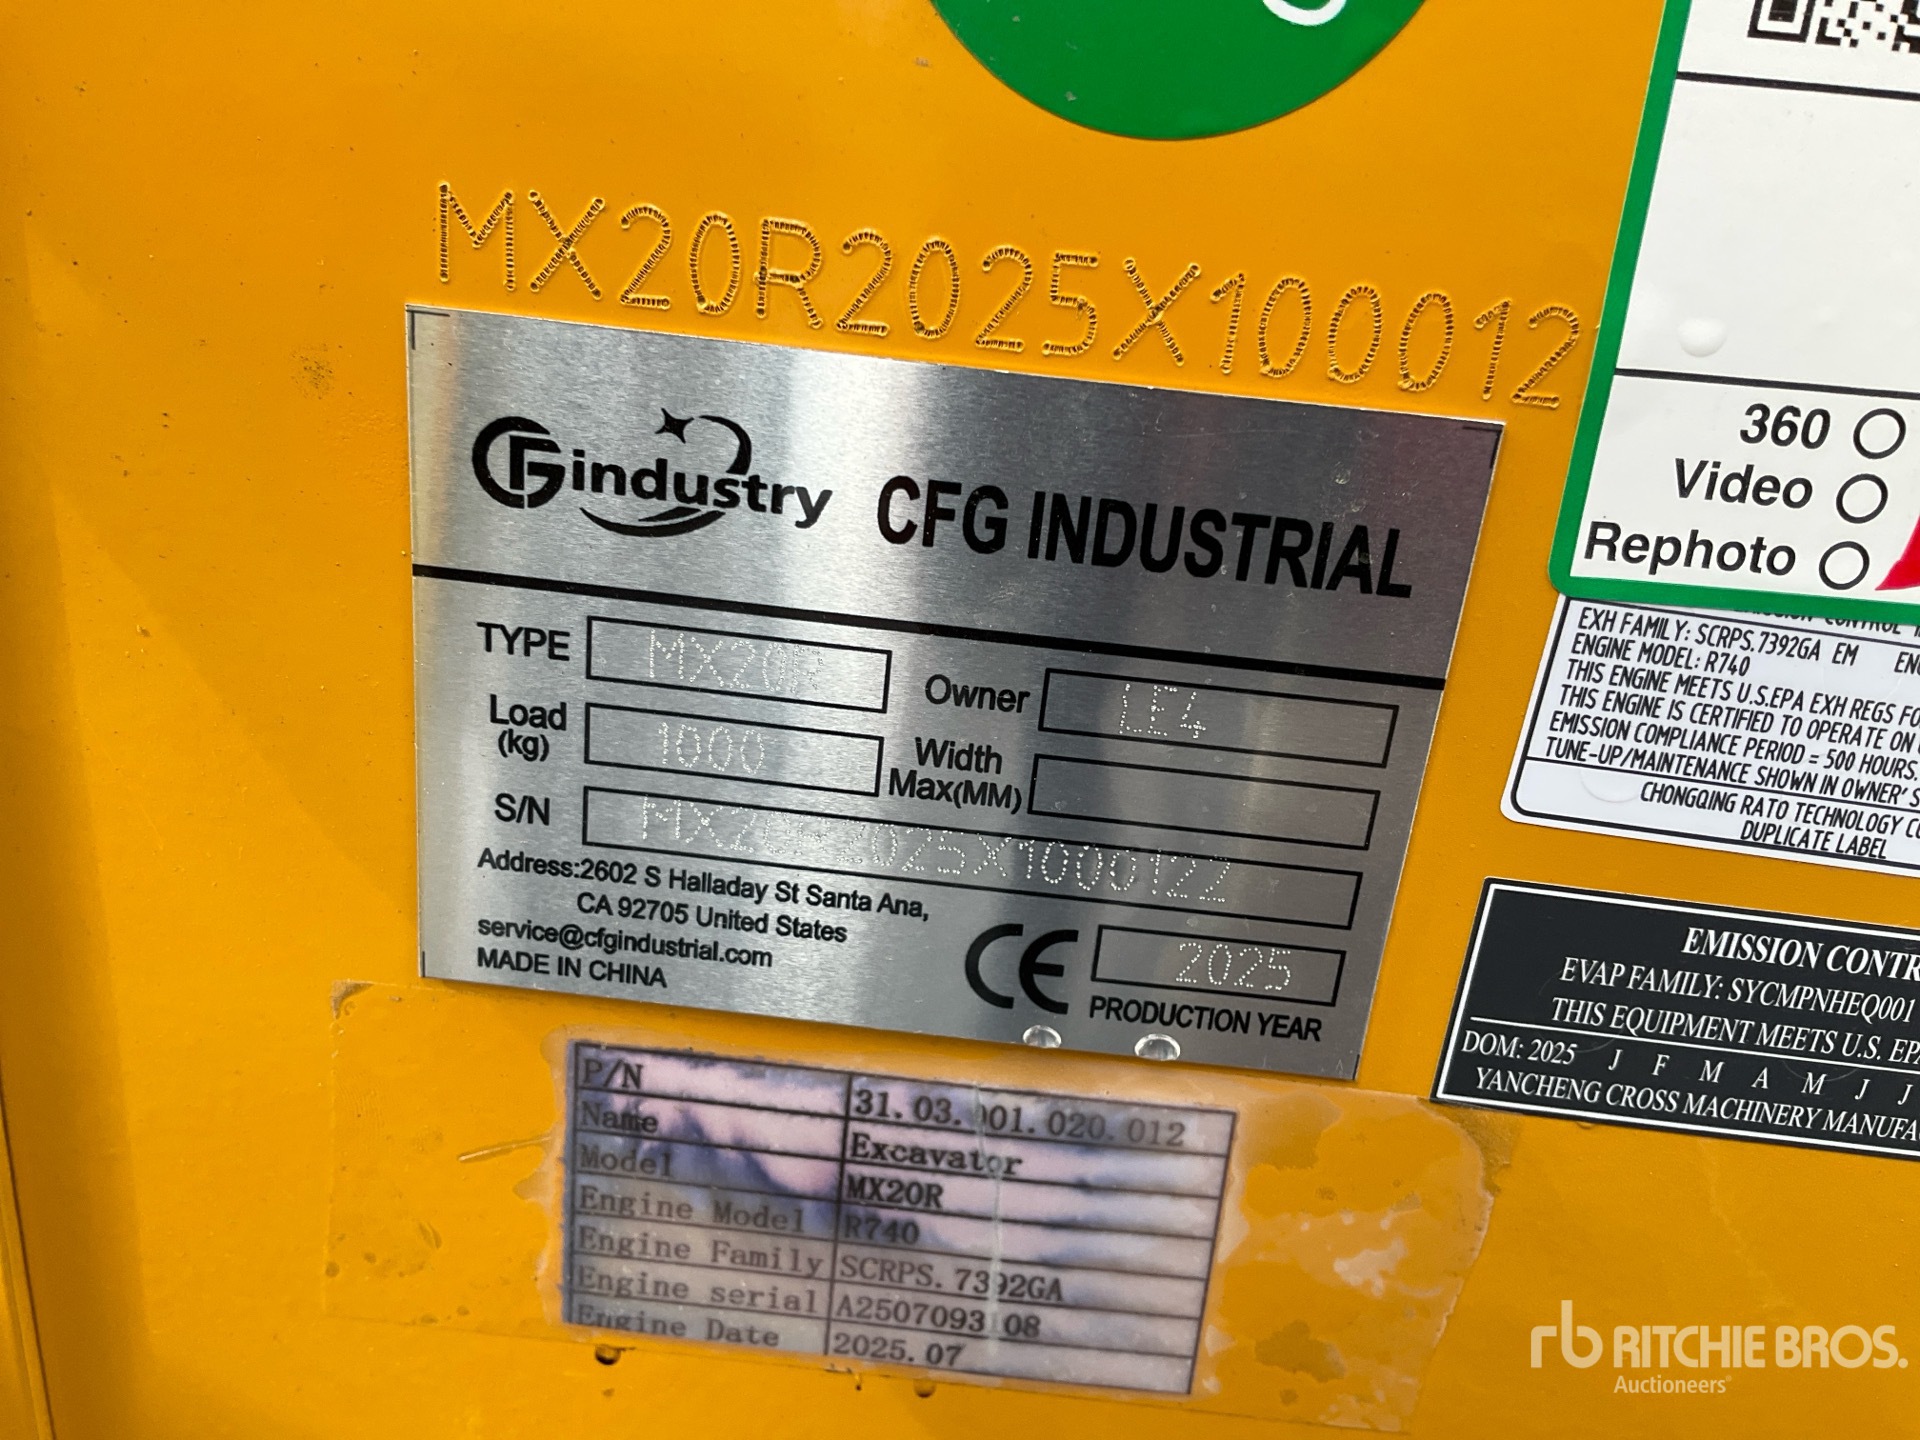 MX20R2025X100012
CFGindustry CFG INDUSTRIAL
TYPE MX20R
Owner LE4
Load (kg) 1000
Width Max(MM)
S/N MX20R2025X1000122
Address:2602 S Halladay St Santa Ana,
CA 92705 United States
service@cfgindustrial.com
MADE IN CHINA
CE 2025
PRODUCTION YEAR
P/N 31.03.001.020.012
Name Excavator
Model MX20R
Engine Model R740
Engine Family SCRPS.7392GA
Engine serial A2507093 08
Engine Date 2025.07
360
Video
Rephoto
EXH FAMILY: SCRPS.7392GA EM
ENGINE MODEL: R740
THIS ENGINE MEETS U.S.EPA EXH REGS
THIS ENGINE IS CERTIFIED TO OPERATE ON
EMISSION COMPLIANCE PERIOD = 500 HOURS.
TUNE-UP/MAINTENANCE SHOWN IN OWNER'S
CHONGQING RATO TECHNOLOGY
DUPLICATE LABEL
EMISSION CONTR
EVAP FAMILY: SYCMPNHEQ001
THIS EQUIPMENT MEETS U.S. EPA
DOM: 2025 J F M A M J J
YANCHENG CROSS MACHINERY MANUFA
rb RITCHIE BROS.
Auctioneers